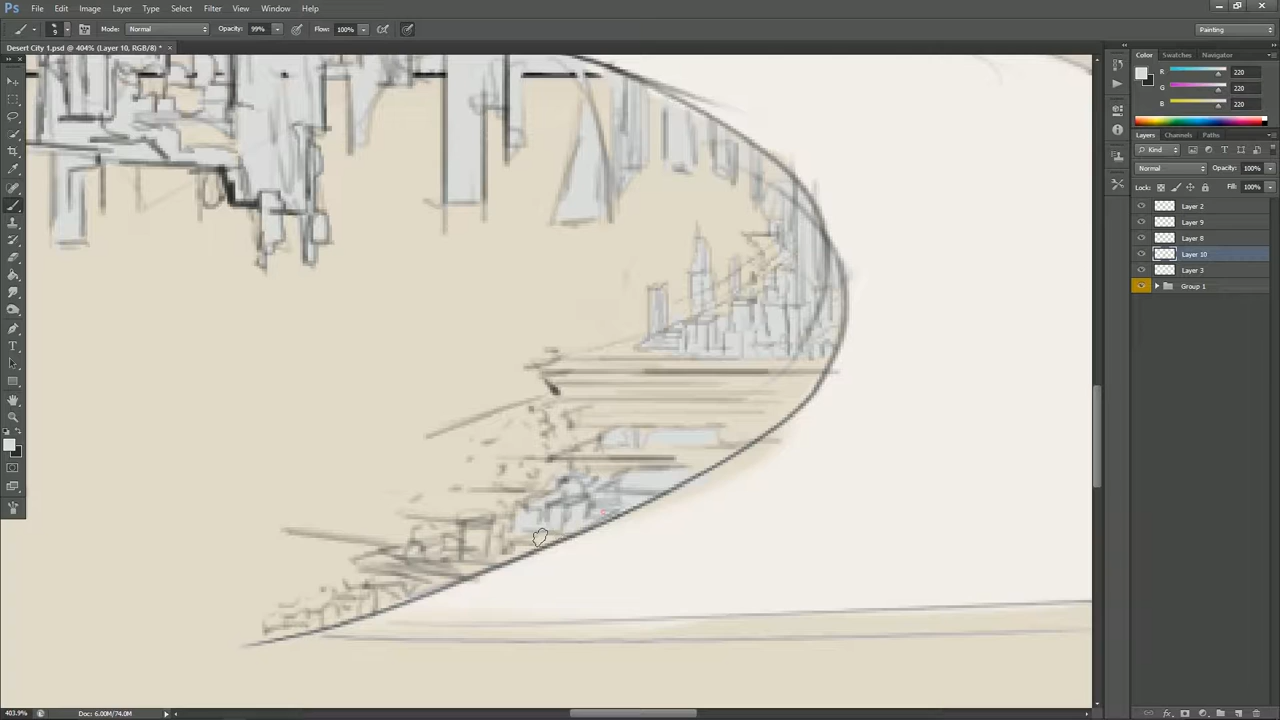 Ps File Edit Image Layer Type Select Filter View Window Help
9 Mode: Normal Opacity: 99% Flow: 100% Painting
Desert City 1.psd @ 404% (Layer 10, RGB/8) * ×
Color Swatches Navigator
R 220
G 220
B 220
Layers Channels Paths
Kind
Normal Opacity: 100%
Lock: Fill: 100%
Layer 2
Layer 9
Layer 8
Layer 10
Layer 3
Group 1
403.9% Doc: 6.00M/74.0M